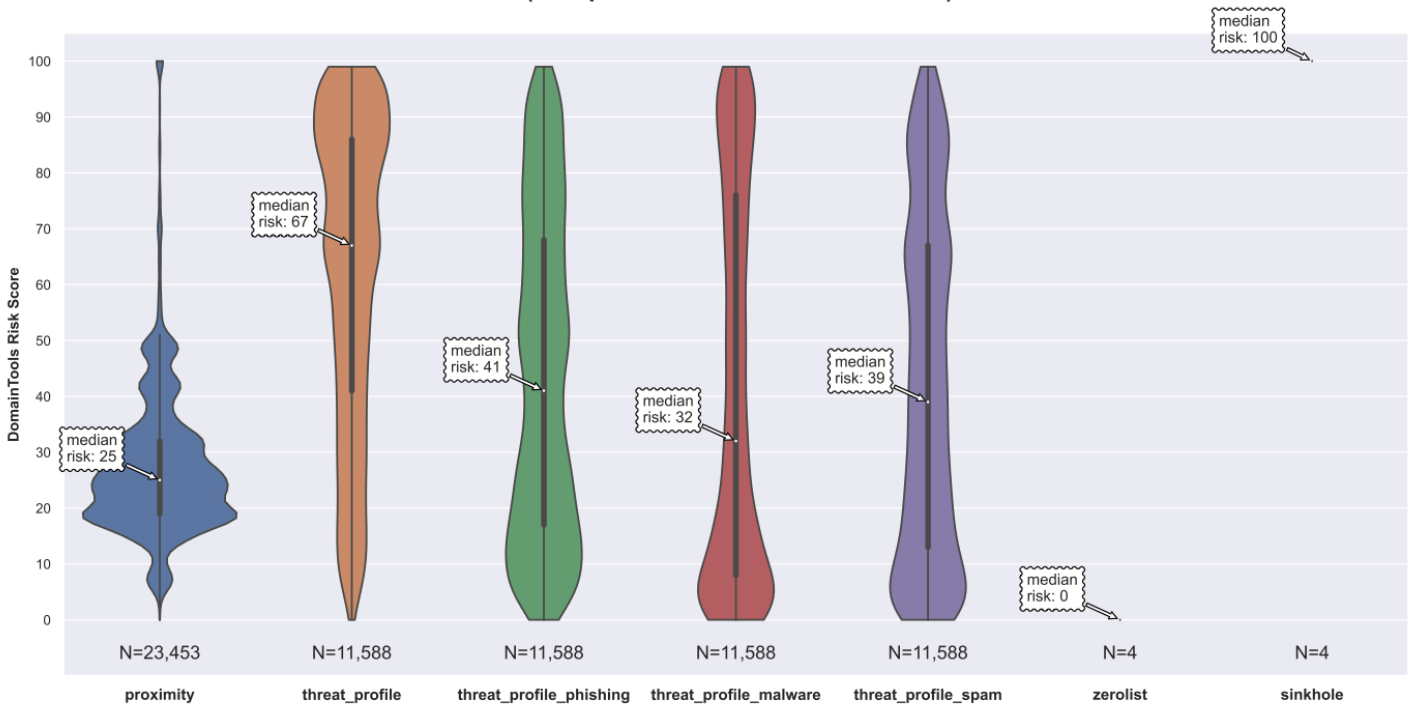 median
risk: 100
100
90
80
70
60
50
40
30
20
10
0
DomainTools Risk Score
median
risk: 25
median
risk: 67
median
risk: 41
median
risk: 32
median
risk: 39
median
risk: 0
N=23,453
N=11,588
N=11,588
N=11,588
N=11,588
N=4
N=4
proximity
threat_profile
threat_profile_phishing
threat_profile_malware
threat_profile_spam
zerolist
sinkhole